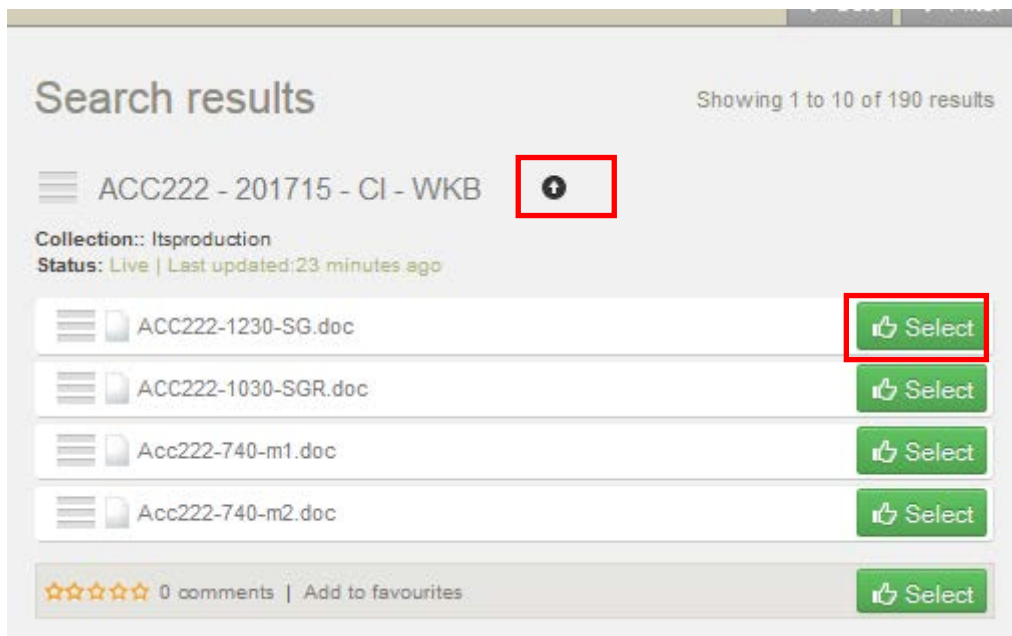 Search results
Showing 1 to 10 of 190 results
ACC222 - 201715 - CI - WKB
Collection:: Itsproduction
Status: Live | Last updated:23 minutes ago
ACC222-1230-SG.doc Select
ACC222-1030-SGR.doc Select
Acc222-740-m1.doc Select
Acc222-740-m2.doc Select
0 comments | Add to favourites Select